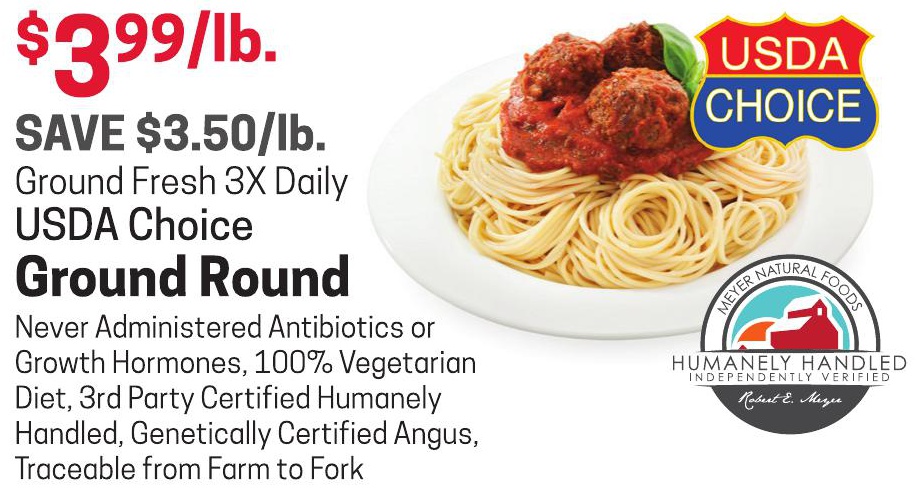 $3.99/lb.
SAVE $3.50/lb.
Ground Fresh 3X Daily
USDA Choice
Ground Round
Never Administered Antibiotics or
Growth Hormones, 100% Vegetarian
Diet, 3rd Party Certified Humanely
Handled, Genetically Certified Angus,
Traceable from Farm to Fork
USDA
CHOICE
MEYER NATURAL FOODS
HUMANELY HANDLED
INDEPENDENTLY VERIFIED
Robert E. Meyer